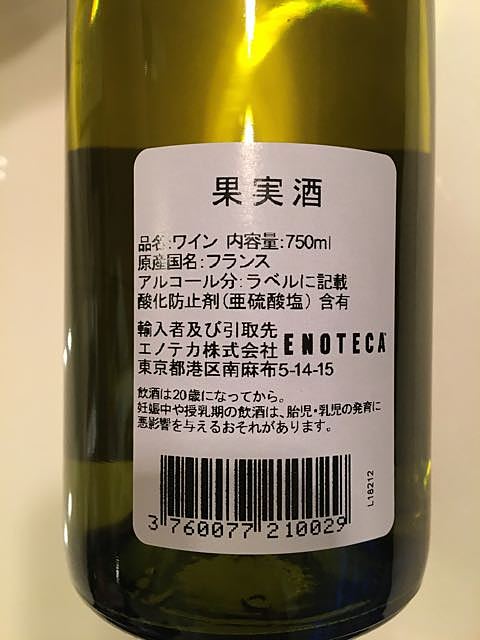 果実酒
品名:ワイン 内容量:750ml
原産国名:フランス
アルコール分:ラベルに記載
酸化防止剤(亜硫酸塩)含有
輸入者及び引取先
エノテカ株式会社 ENOTECA
東京都港区南麻布5-14-15
飲酒は20歳になってから。
妊娠中や授乳期の飲酒は、胎児・乳児の発育に
悪影響を与えるおそれがあります。
L18212
3 760077 210029